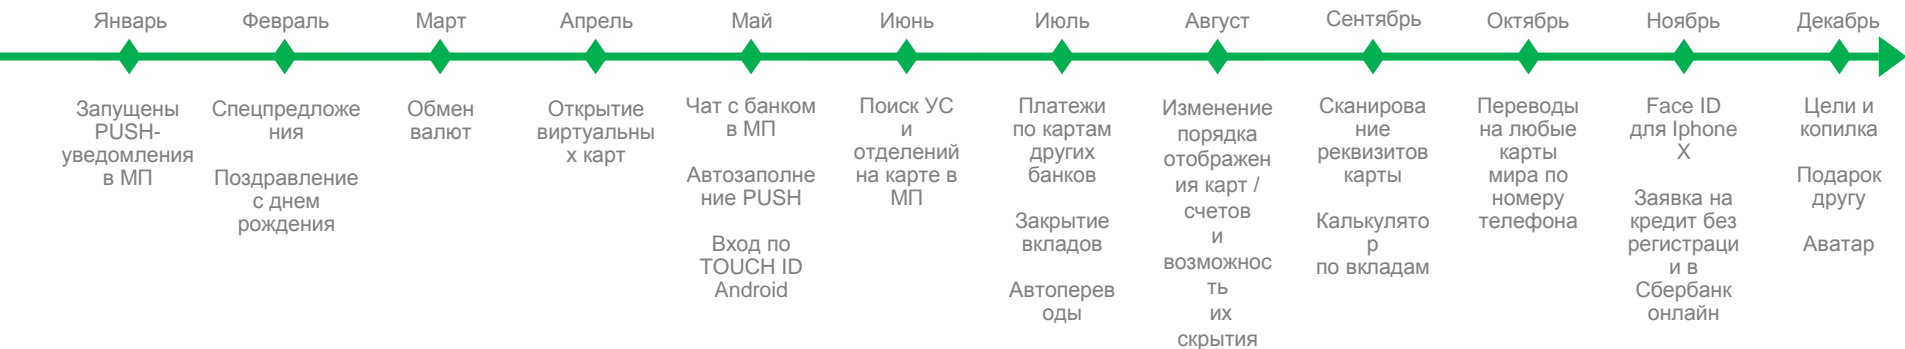 Январь
Февраль
Март
Апрель
Май
Июнь
Июль
Август
Сентябрь
Октябрь
Ноябрь
Декабрь
Запущены
PUSH-
уведомления
в МП
Спецпредложе
ния
Поздравление
с днем
рождения
Обмен
валют
Открытие
виртуальны
х карт
Чат с банком
в МП
Автозаполне
ние PUSH
Вход по
TOUCH ID
Android
Поиск УС
и
отделений
на карте в
МП
Платежи
по картам
других
банков
Закрытие
вкладов
Автоперев
оды
Изменение
порядка
отображен
ия карт /
счетов
и
возможнос
ть
их
скрытия
Сканирова
ние
реквизитов
карты
Калькулято
р
по вкладам
Переводы
на любые
карты
мира по
номеру
телефона
Face ID
для Iphone
X
Заявка на
кредит без
регистраци
и в
Сбербанк
онлайн
Цели и
копилка
Подарок
другу
Аватар